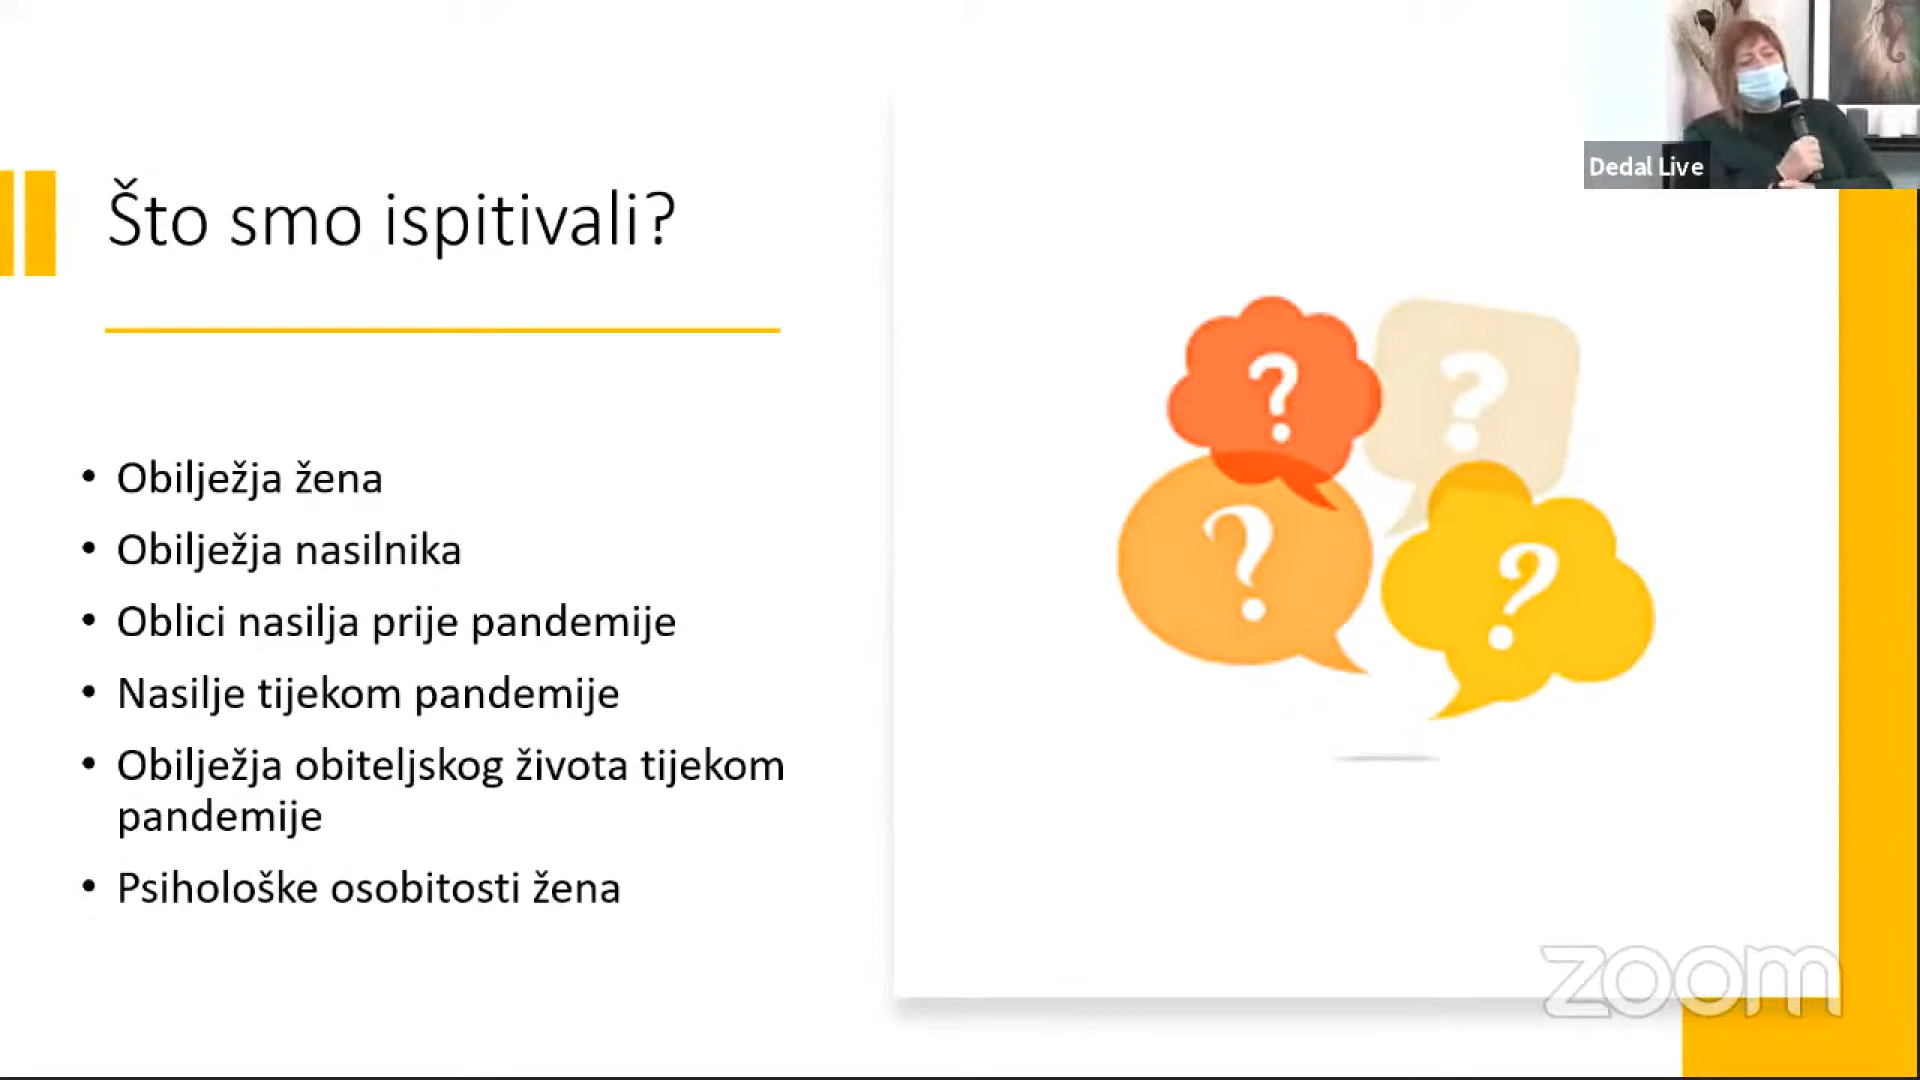 Dedal Live
Što smo ispitivali?
? ?
? ?
• Obilježja žena
• Obilježja nasilnika
• Oblici nasilja prije pandemije
• Nasilje tijekom pandemije
• Obilježja obiteljskog života tijekom
pandemije
• Psihološke osobitosti žena
zoom